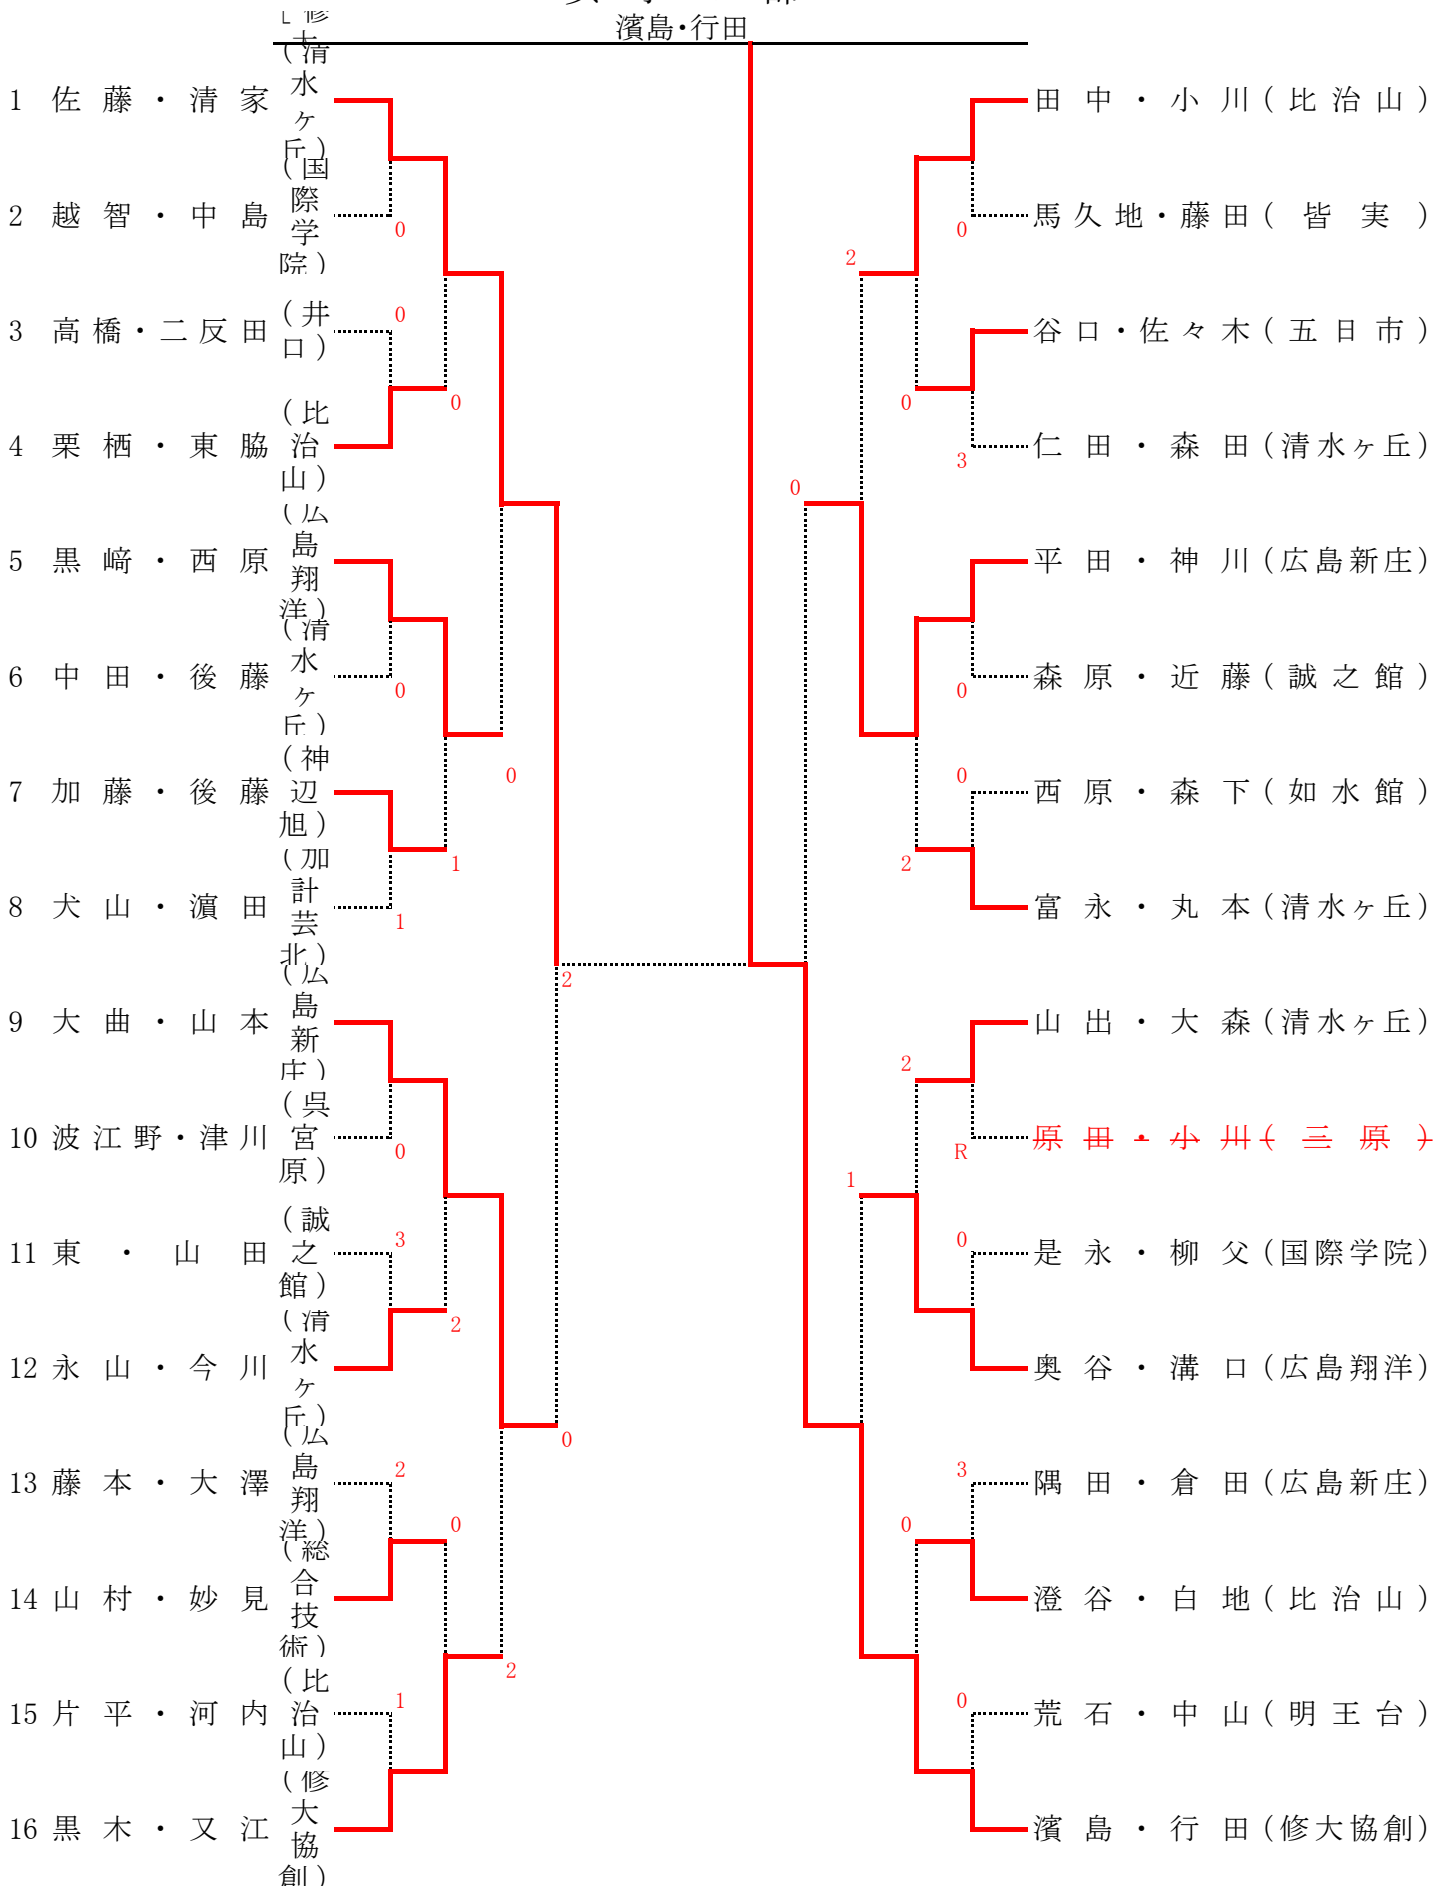 濱島・行田
1 佐藤・清家 (清水ヶ丘)
田中・小川(比治山)
2 越智・中島 (国際学院)
0
馬久地・藤田(皆実)
0
2
3 高橋・二反田 (井口)
0
谷口・佐々木(五日市)
0
0
4 栗栖・東脇 (比治山)
仁田・森田(清水ヶ丘)
3
0
5 黒﨑・西原 (広島翔洋)
平田・神川(広島新庄)
6 中田・後藤 (清水ヶ丘)
0
森原・近藤(誠之館)
0
0
0
7 加藤・後藤 (神辺旭)
西原・森下(如水館)
1
2
8 犬山・濵田 (加計芸北)
1
富永・丸本(清水ヶ丘)
2
9 大曲・山本 (広島新庄)
山出・大森(清水ヶ丘)
2
10 波江野・津川 (呉宮原)
0
原田・小川(三原)
R
1
11 東・山田 (誠之館)
3
0
是永・柳父(国際学院)
2
12 永山・今川 (清水ヶ丘)
奥谷・溝口(広島翔洋)
0
13 藤本・大澤 (広島翔洋)
2
3
隅田・倉田(広島新庄)
0
0
14 山村・妙見 (総合技術)
澄谷・白地(比治山)
2
15 片平・河内 (比治山)
1
0
荒石・中山(明王台)
16 黒木・又江 (修大協創)
濱島・行田(修大協創)